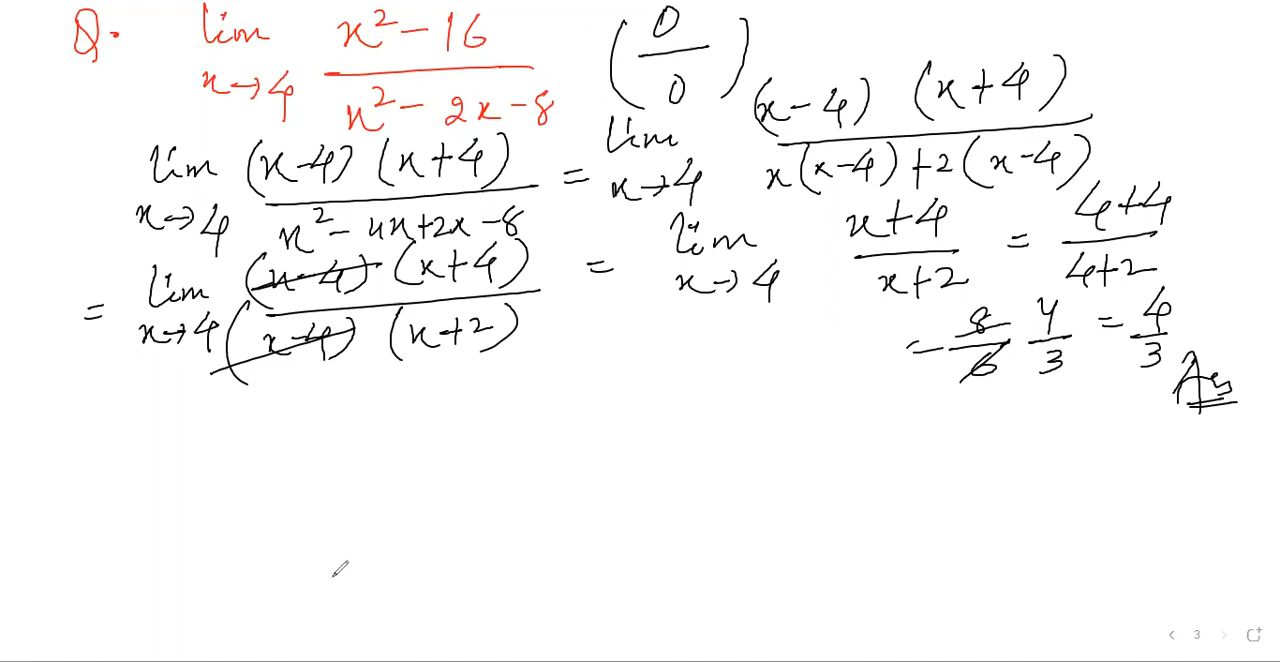 Q. lim x→4 (x² - 16)/(x² - 2x - 8) (0/0)
lim x→4 (x-4)(x+4)/(x² - 4x + 2x - 8) = lim x→4 (x-4)(x+4)/(x(x-4)+2(x-4))
= lim x→4 (x-4)(x+4)/((x-4)(x+2)) = lim x→4 (x+4)/(x+2) = (4+4)/(4+2)
= 8/6 4/3 = 4/3 Ans
3